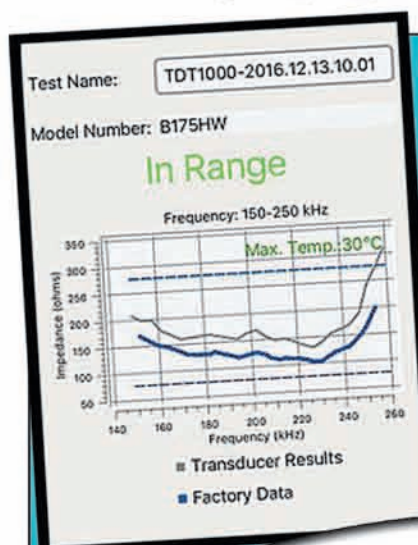 Test Name: TDT1000-2016.12.13.10.01
Model Number: B175HW
In Range
Frequency: 150-250 kHz
Max. Temp.:30°C
Impedance (ohms)
350
300
250
200
150
100
50
140 160 180 200 220 240 260
Frequency (kHz)
Transducer Results
Factory Data